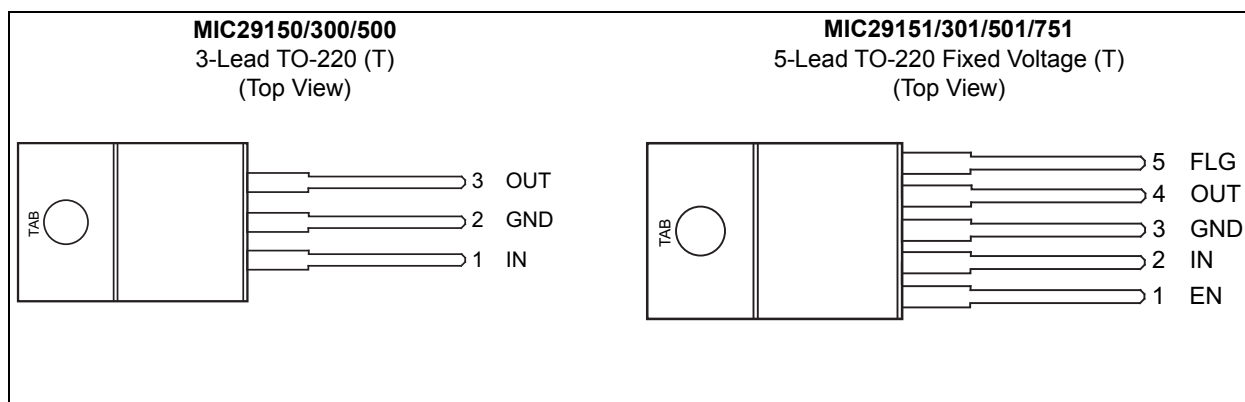 MIC29150/300/500
3-Lead TO-220 (T)
(Top View)
TAB
3 OUT
2 GND
1 IN
MIC29151/301/501/751
5-Lead TO-220 Fixed Voltage (T)
(Top View)
TAB
5 FLG
4 OUT
3 GND
2 IN
1 EN